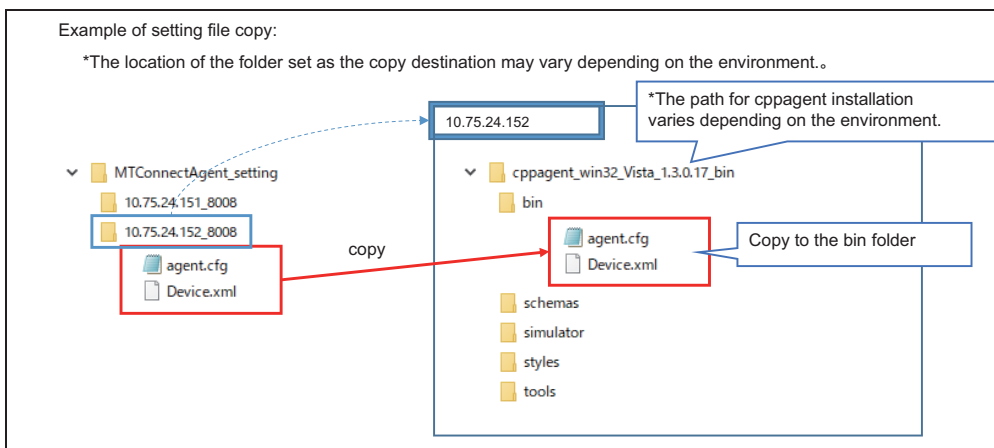 Example of setting file copy:
*The location of the folder set as the copy destination may vary depending on the environment.。
*The path for cppagent installation
varies depending on the environment.
10.75.24.152
MTConnectAgent_setting
10.75.24.151_8008
10.75.24.152_8008
agent.cfg
Device.xml
copy
cppagent_win32_Vista_1.3.0.17_bin
bin
agent.cfg
Device.xml
Copy to the bin folder
schemas
simulator
styles
tools